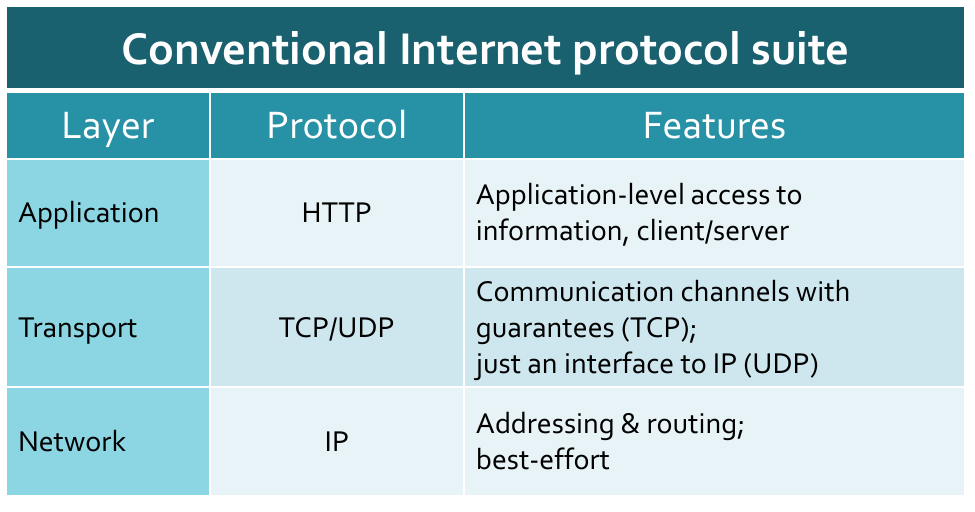 Conventional Internet protocol suite
Layer
Protocol
Features
Application
HTTP
Application-level access to
information, client/server
Transport
TCP/UDP
Communication channels with
guarantees (TCP);
just an interface to IP (UDP)
Network
IP
Addressing & routing;
best-effort